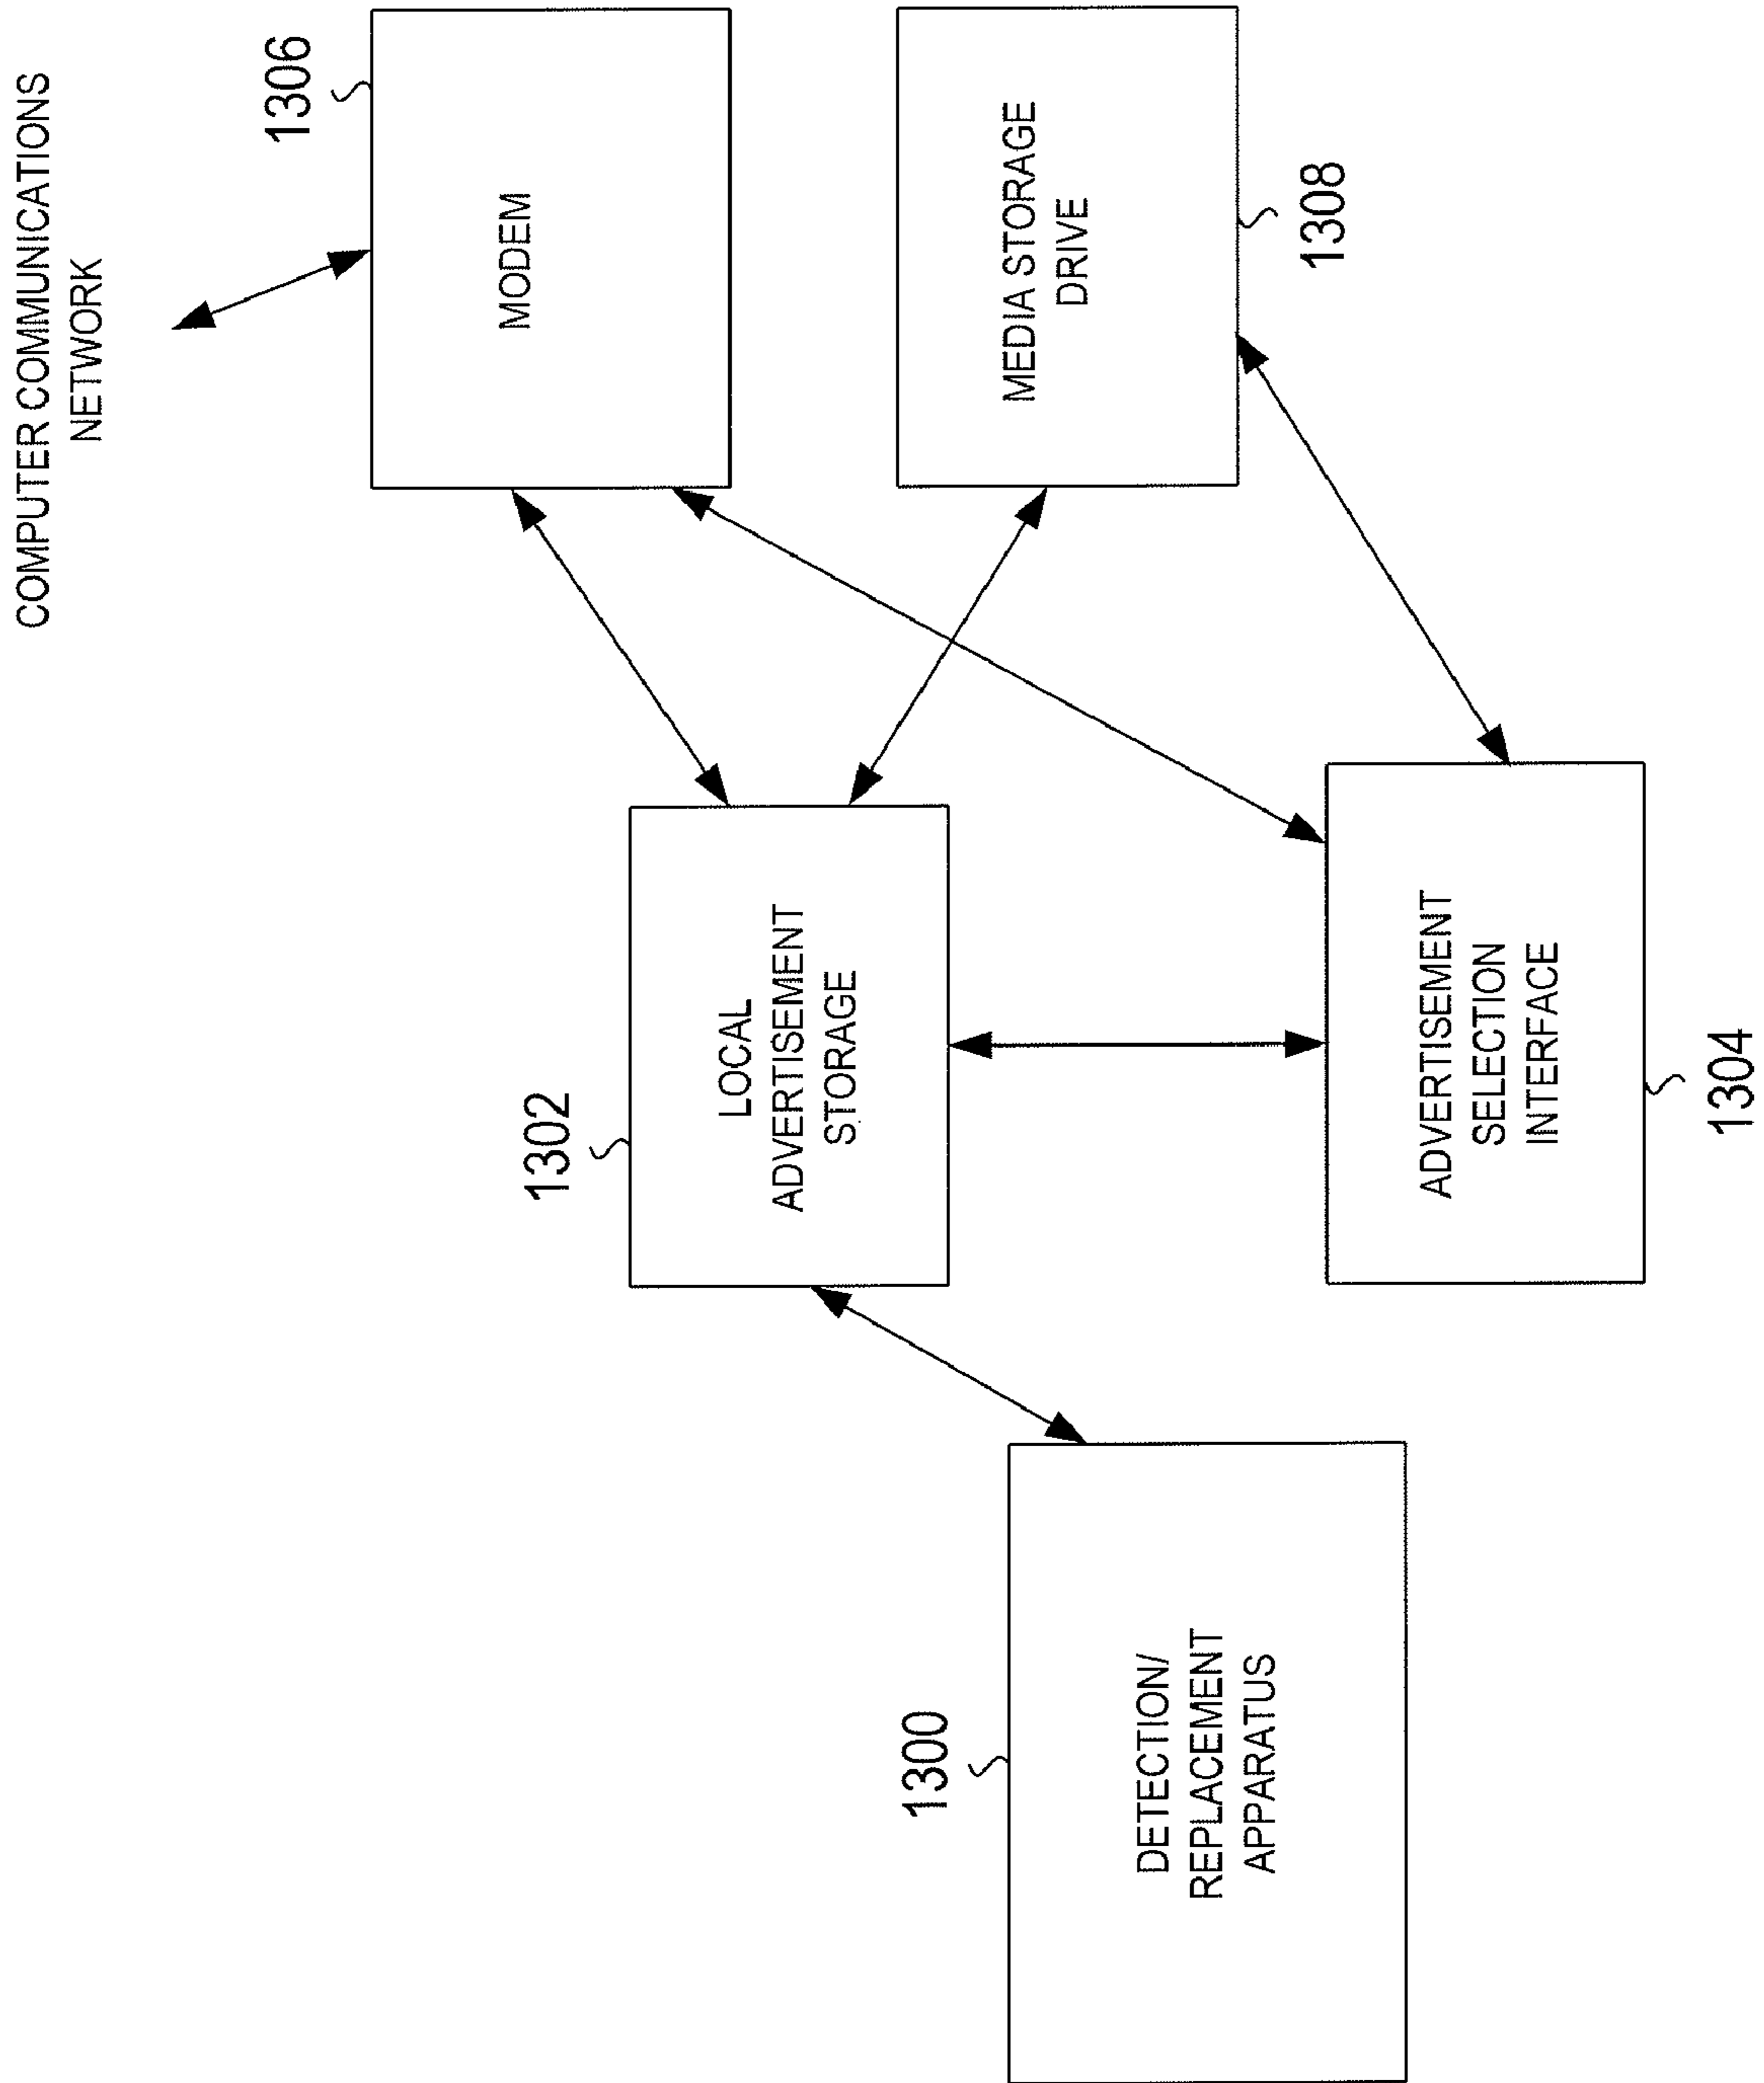 COMPUTER COMMUNICATIONS
NETWORK
1306
MODEM
MEDIA STORAGE
DRIVE
1308
1302
LOCAL
ADVERTISEMENT
STORAGE
ADVERTISEMENT
SELECTION
INTERFACE
1304
1300
DETECTION/
REPLACEMENT
APPARATUS